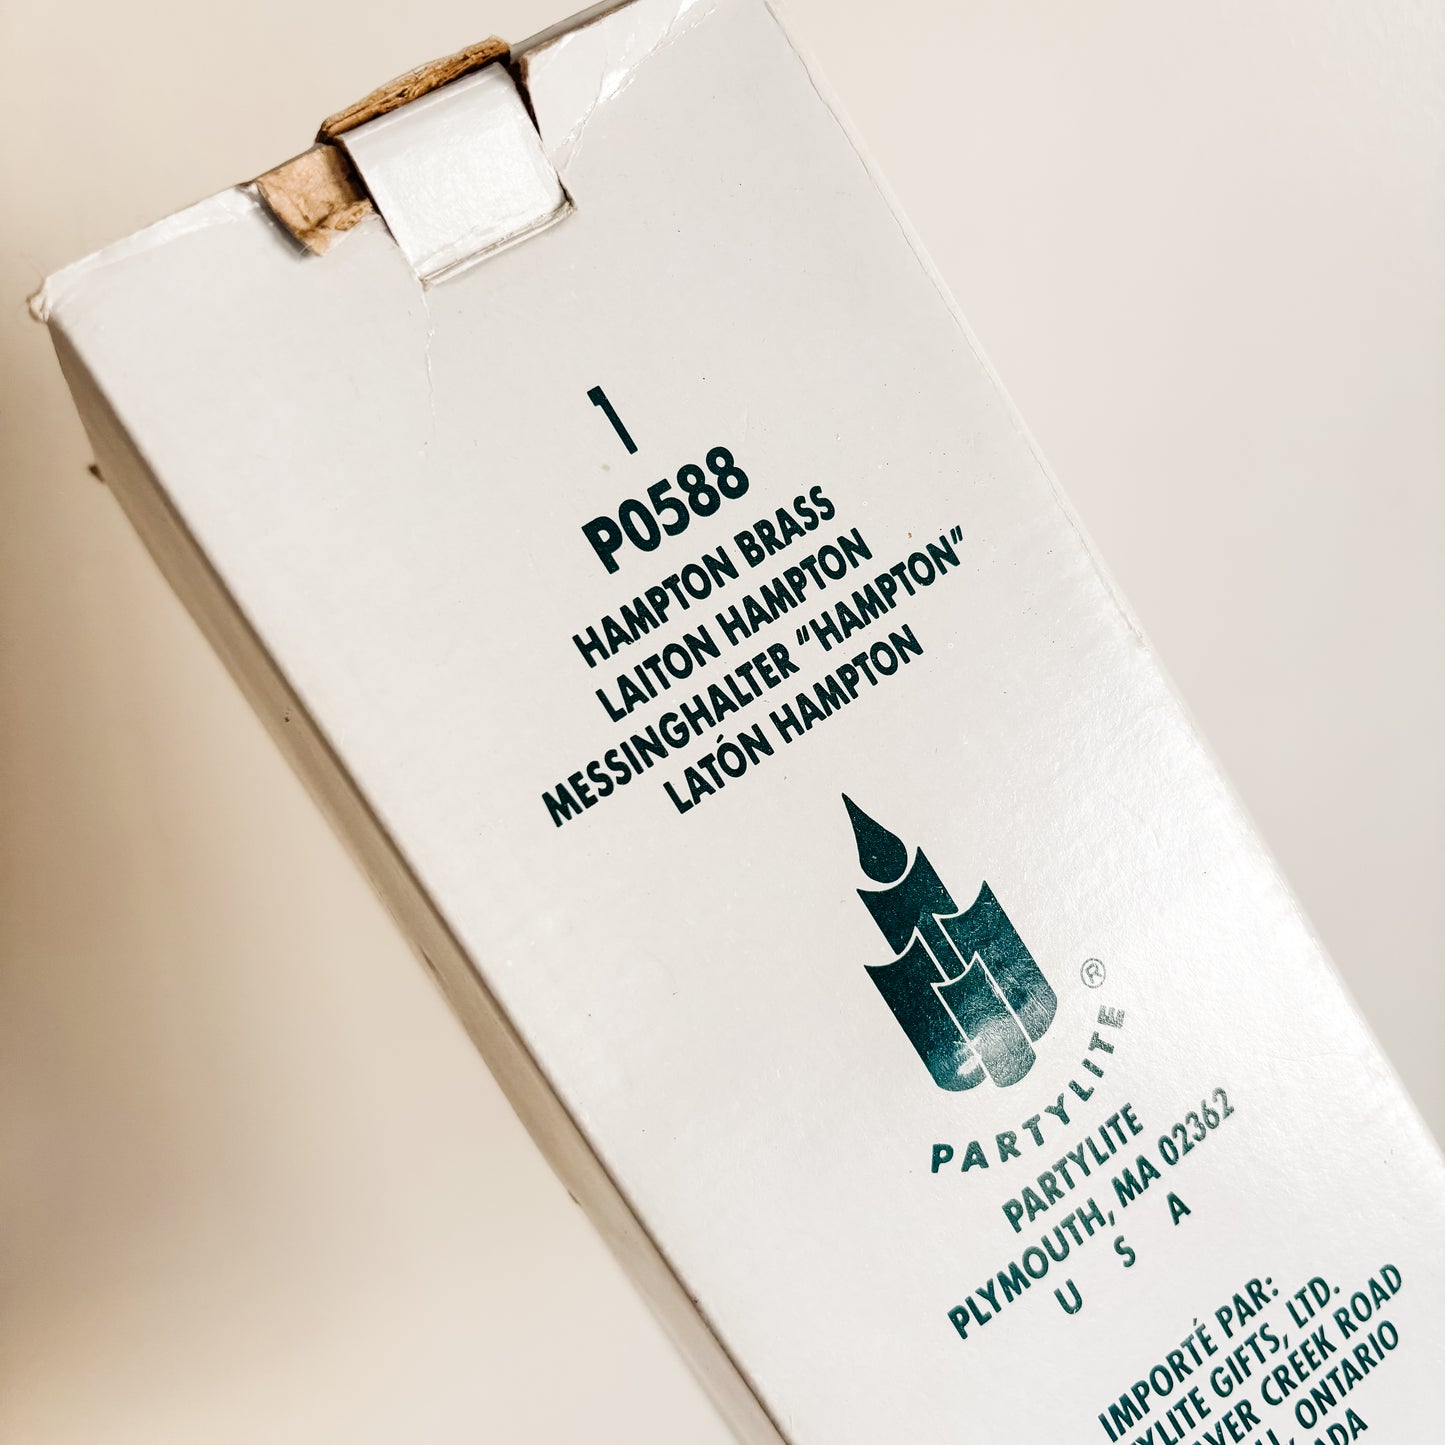 1
P0588
HAMPTON BRASS
LAITON HAMPTON
MESSINGHALTER "HAMPTON"
LATÓN HAMPTON
PARTYLITE ®
PARTYLITE
PLYMOUTH, MA 02362
U S A
IMPORTÉ PAR:
GIFTS, LTD.
CREEK ROAD
ONTARIO